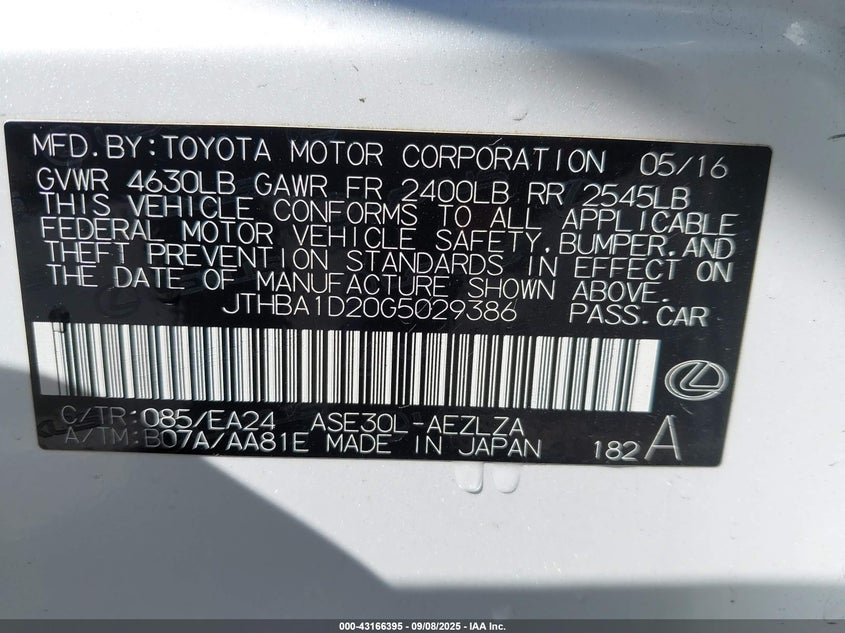 MFD.BY:TOYOTA MOTOR CORPORATION 05/16
GVWR 4630LB GAWR FR 2400LB RR 2545LB
THIS VEHICLE CONFORMS TO ALL APPLICABLE
FEDERAL MOTOR VEHICLE SAFETY,BUMPER,AND
THEFT PREVENTION STANDARDS IN EFFECT ON
THE DATE OF MANUFACTURE SHOWN ABOVE.
JTHBA1D20G5029386 PASS.CAR
C/TR:085/EA24 ASE30L-AEZLZA
A/TM:B07A/AA81E MADE IN JAPAN 182 A
000-43166395 - 09/08/2025 - IAA Inc.